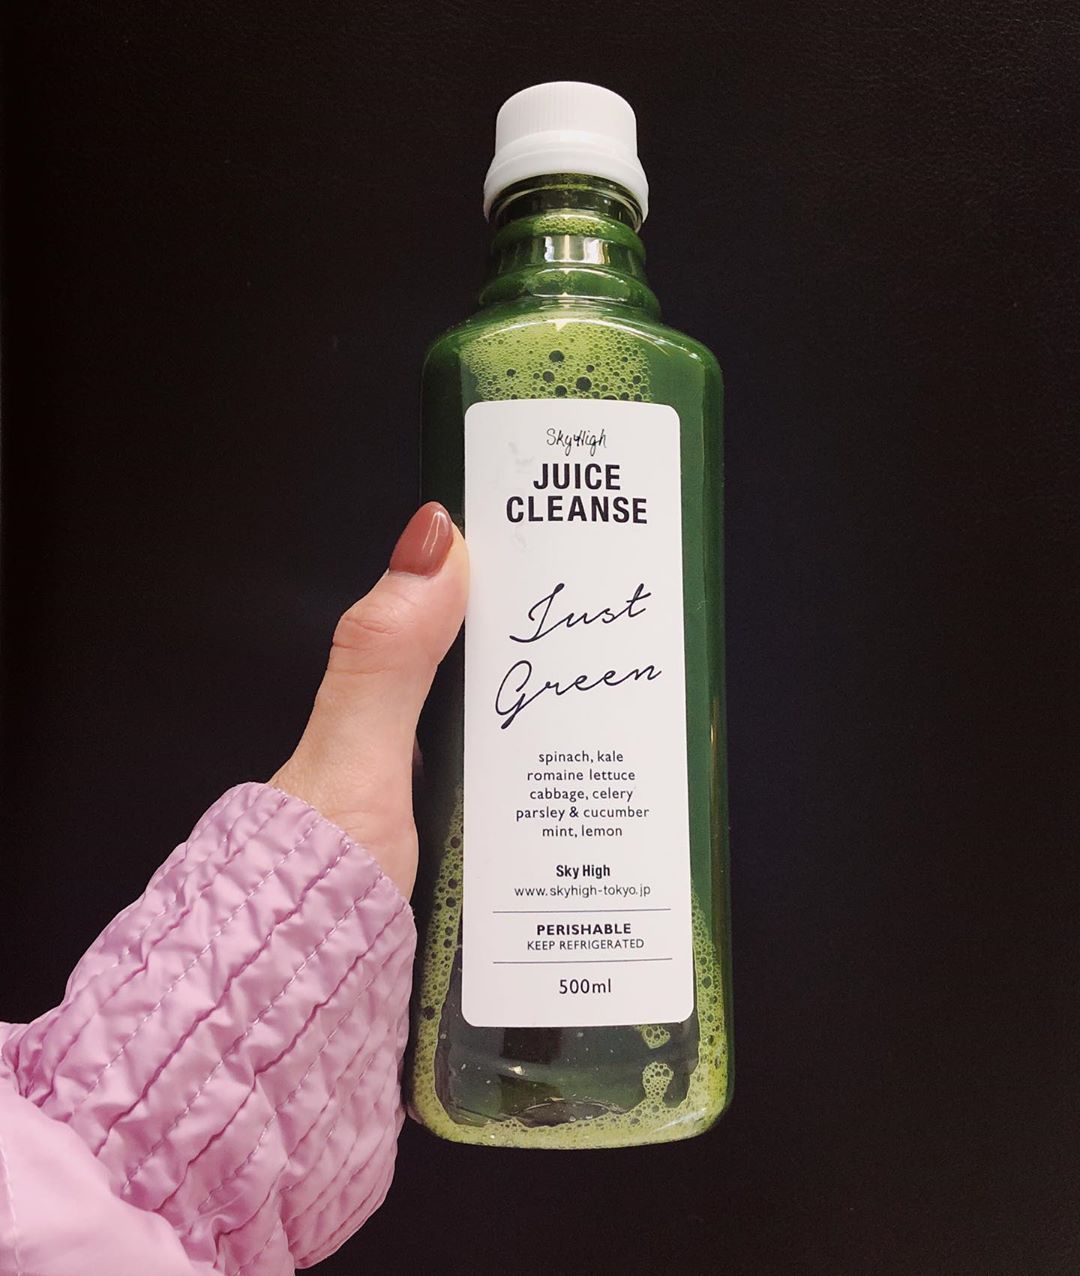 SkyHigh
JUICE
CLEANSE
Just
Green
spinach, kale
romaine lettuce
cabbage, celery
parsley & cucumber
mint, lemon
Sky High
www.skyhigh-tokyo.jp
PERISHABLE
KEEP REFRIGERATED
500ml